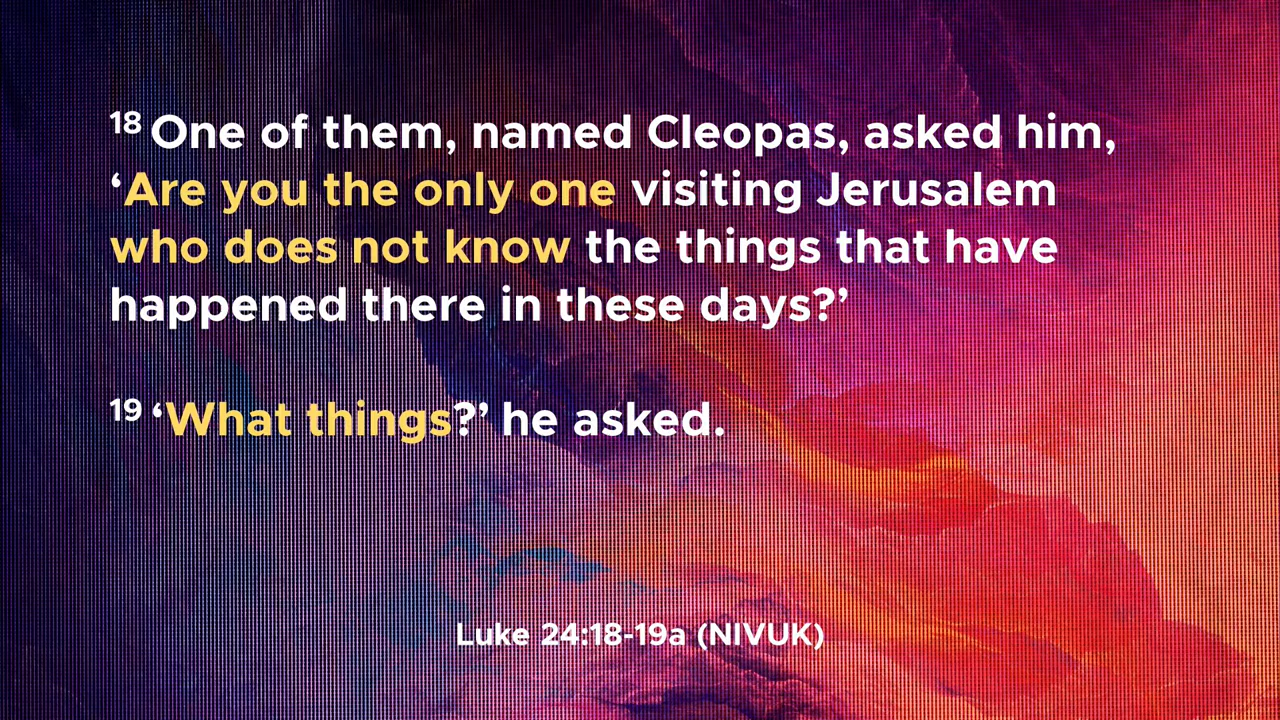 18 One of them, named Cleopas, asked him,
‘Are you the only one visiting Jerusalem
who does not know the things that have
happened there in these days?’
19 ‘What things?’ he asked.
Luke 24:18-19a (NIVUK)